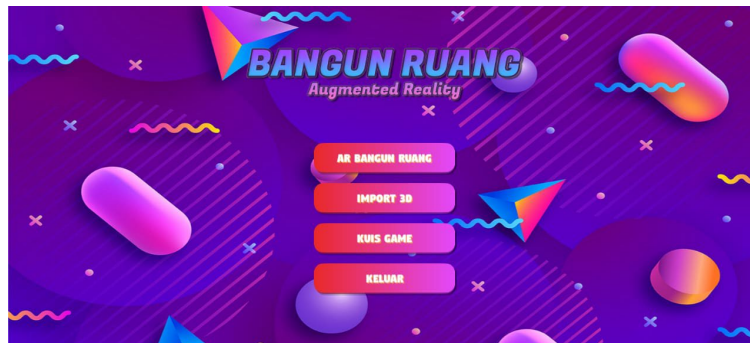 BANGUN RUANG
Augmented Reality
AR BANGUN RUANG
IMPORT 3D
KUIS GAME
KELUAR